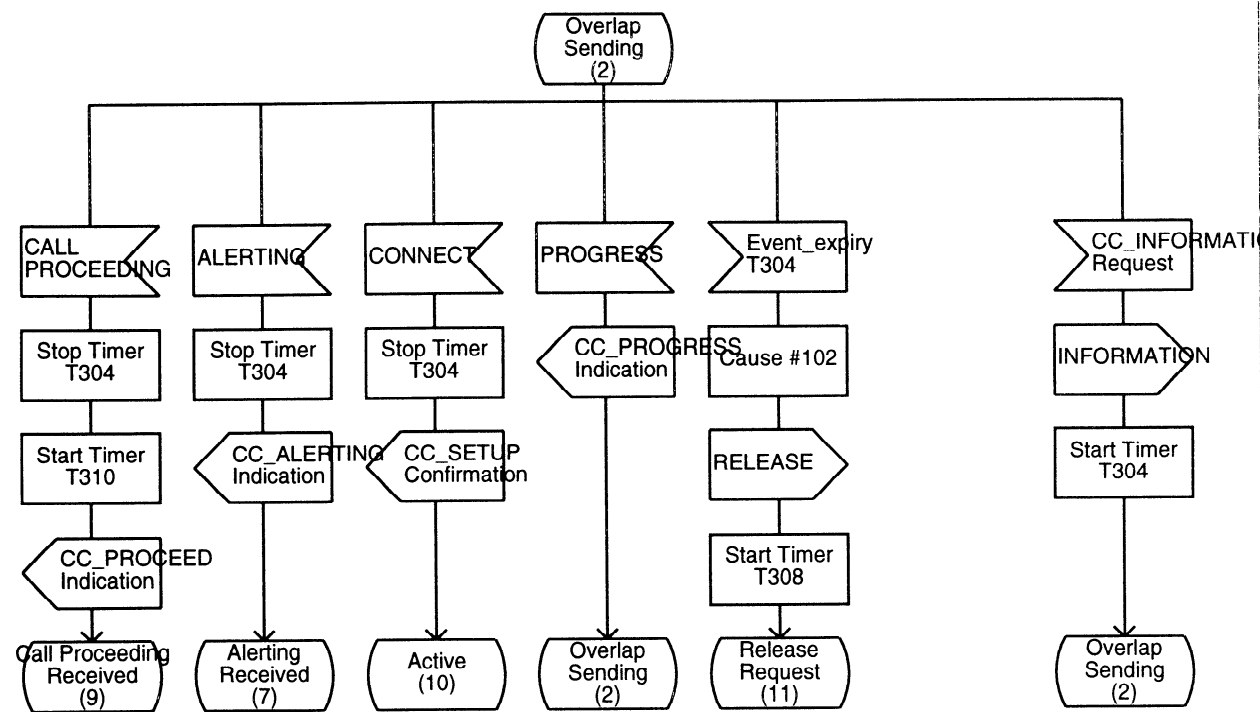 Overlap
Sending
(2)
CALL
PROCEEDING
ALERTING
CONNECT
PROGRESS
Event_expiry
T304
CC_INFORMATI
Request
Stop Timer
T304
Stop Timer
T304
Stop Timer
T304
CC_PROGRESS
Indication
Cause #102
INFORMATION
Start Timer
T310
CC_ALERTING
Indication
CC_SETUP
Confirmation
RELEASE
Start Timer
T304
CC_PROCEED
Indication
Start Timer
T308
Call Proceeding
Received
(9)
Alerting
Received
(7)
Active
(10)
Overlap
Sending
(2)
Release
Request
(11)
Overlap
Sending
(2)